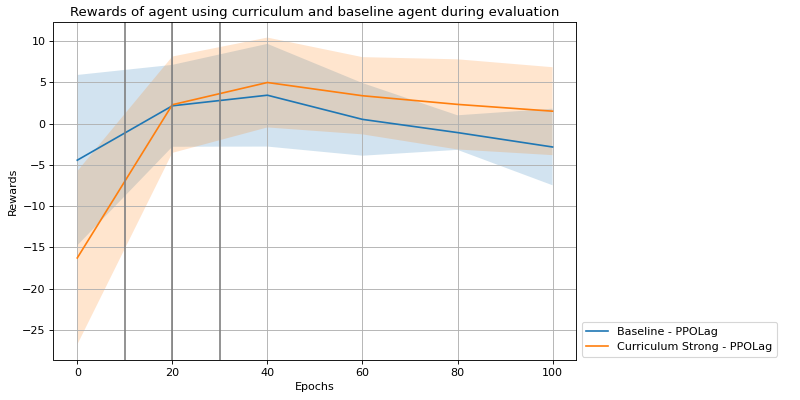 Rewards of agent using curriculum and baseline agent during evaluation
10
5
0
−5
−10
−15
−20
−25
Rewards
0 20 40 60 80 100
Epochs
Baseline - PPOLag
Curriculum Strong - PPOLag